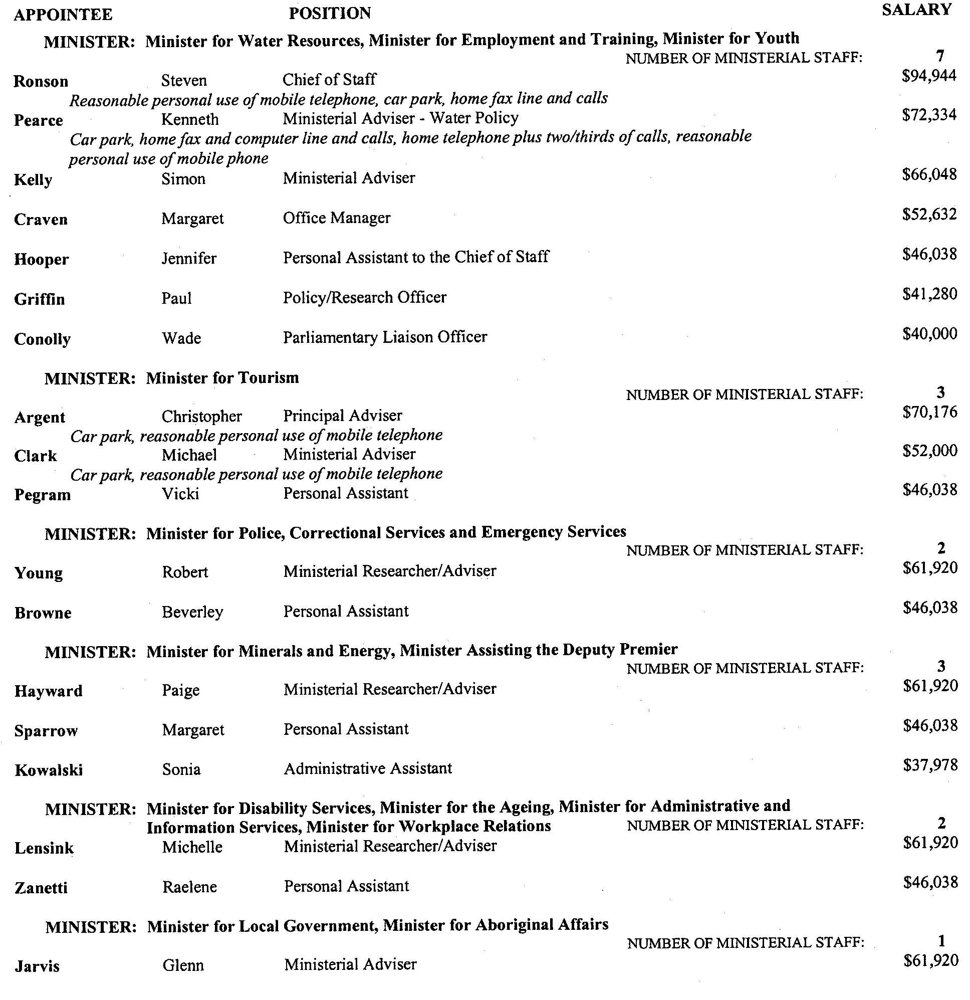 APPOINTEE POSITION SALARY
MINISTER: Minister for Water Resources, Minister for Employment and Training, Minister for Youth
NUMBER OF MINISTERIAL STAFF: 7
Ronson Steven Chief of Staff $94,944
Reasonable personal use of mobile telephone, car park, home fax line and calls
Pearce Kenneth Ministerial Adviser - Water Policy $72,334
Car park, home fax and computer line and calls, home telephone plus two/thirds of calls, reasonable
personal use of mobile phone
Kelly Simon Ministerial Adviser $66,048
Craven Margaret Office Manager $52,632
Hooper Jennifer Personal Assistant to the Chief of Staff $46,038
Griffin Paul Policy/Research Officer $41,280
Conolly Wade Parliamentary Liaison Officer $40,000
MINISTER: Minister for Tourism
NUMBER OF MINISTERIAL STAFF: 3
Argent Christopher Principal Adviser $70,176
Car park, reasonable personal use of mobile telephone
Clark Michael Ministerial Adviser $52,000
Car park, reasonable personal use of mobile telephone
Pegram Vicki Personal Assistant $46,038
MINISTER: Minister for Police, Correctional Services and Emergency Services
NUMBER OF MINISTERIAL STAFF: 2
Young Robert Ministerial Researcher/Adviser $61,920
Browne Beverley Personal Assistant $46,038
MINISTER: Minister for Minerals and Energy, Minister Assisting the Deputy Premier
NUMBER OF MINISTERIAL STAFF: 3
Hayward Paige Ministerial Researcher/Adviser $61,920
Sparrow Margaret Personal Assistant $46,038
Kowalski Sonia Administrative Assistant $37,978
MINISTER: Minister for Disability Services, Minister for the Ageing, Minister for Administrative and
Information Services, Minister for Workplace Relations NUMBER OF MINISTERIAL STAFF: 2
Lensink Michelle Ministerial Researcher/Adviser $61,920
Zanetti Raelene Personal Assistant $46,038
MINISTER: Minister for Local Government, Minister for Aboriginal Affairs
NUMBER OF MINISTERIAL STAFF: 1
Jarvis Glenn Ministerial Adviser $61,920